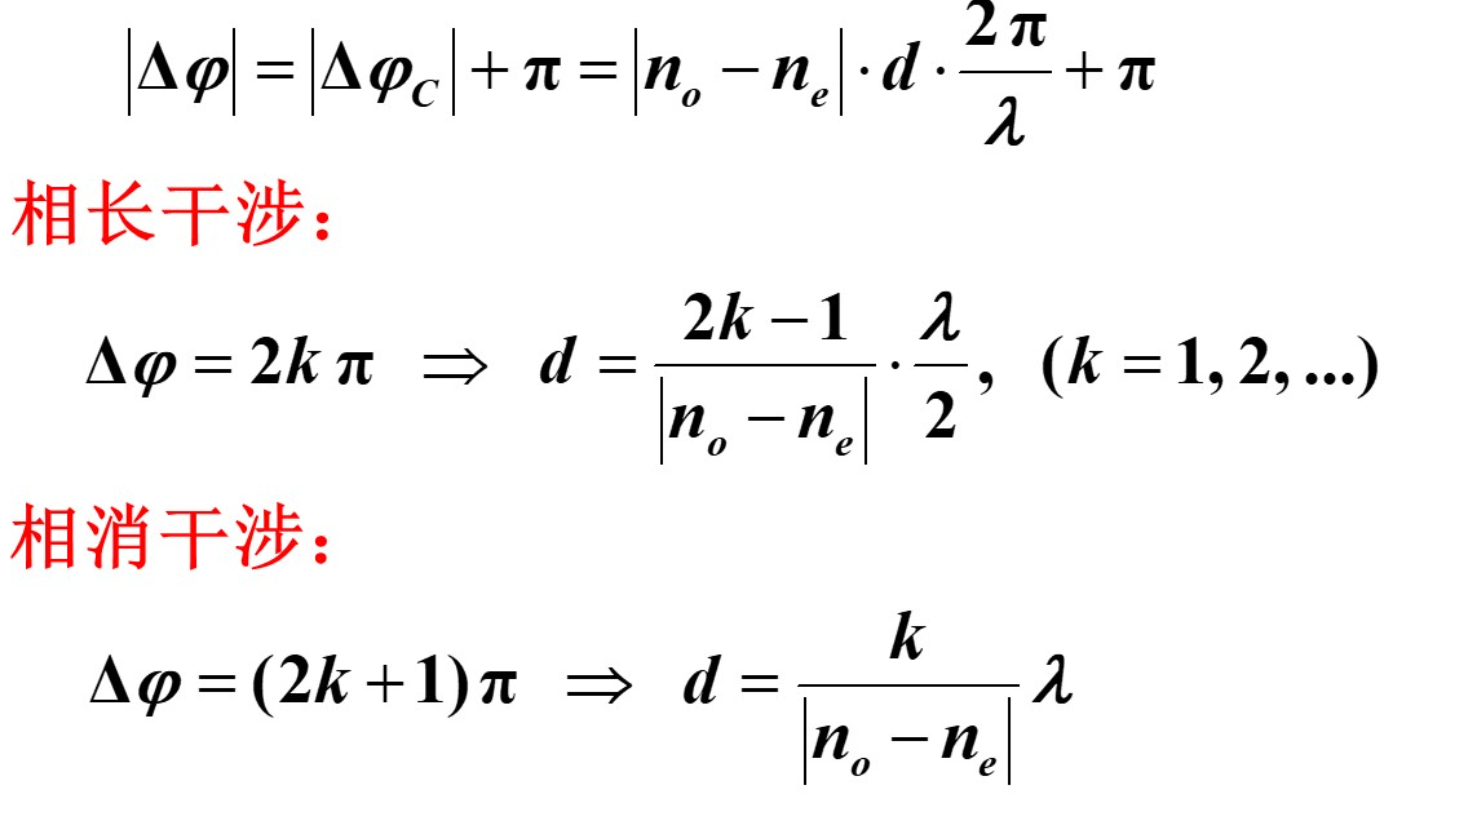 |Δφ| = |Δφ_C| + π = |n_o − n_e| · d · 2π/λ + π
相长干涉：
Δφ = 2kπ ⇒ d = (2k − 1)/|n_o − n_e| · λ/2, (k = 1, 2, ...)
相消干涉：
Δφ = (2k + 1)π ⇒ d = k/|n_o − n_e| λ